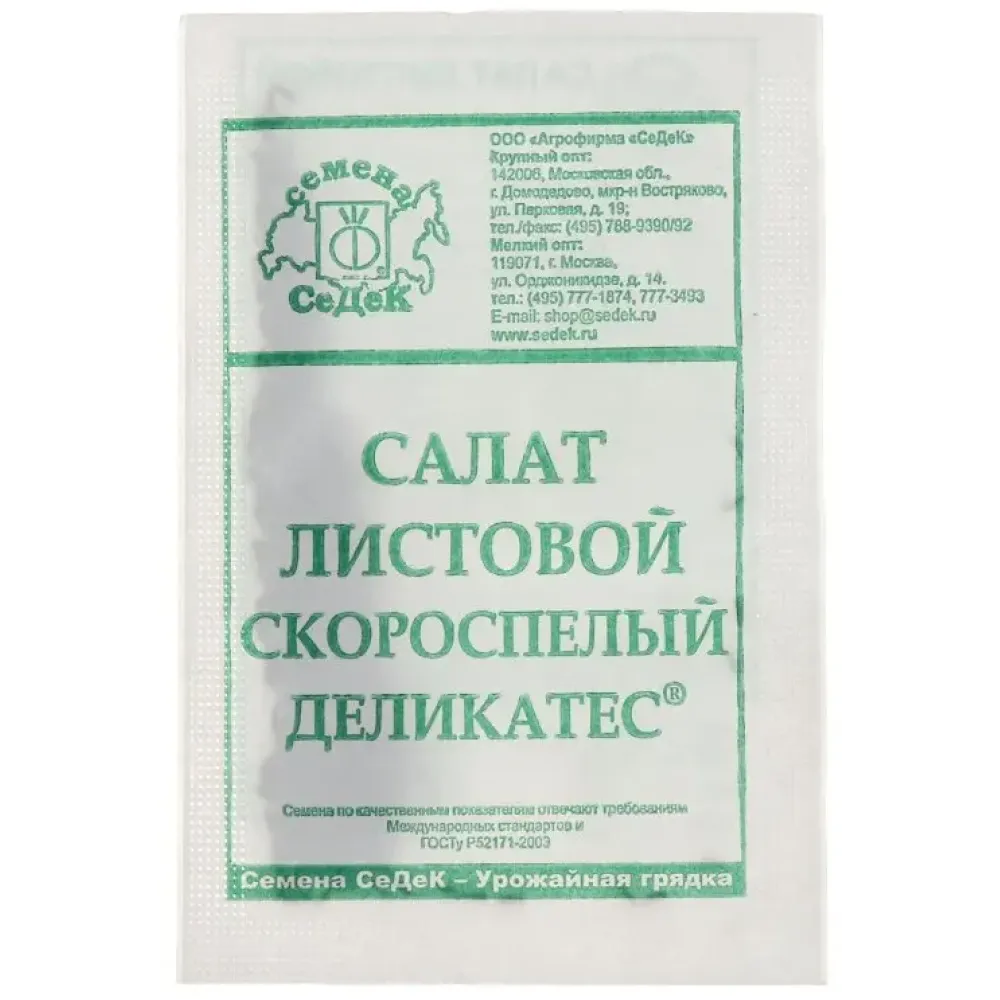 семена
СеДеК
ООО «Агрофирма «СеДеК»
Крупный опт:
142006, Московская обл.,
г. Домодедово, мкр-н Востряково,
ул. Парковая, д. 19;
тел./факс: (495) 788-9390/92
Мелкий опт:
119071, г. Москва,
ул. Орджоникидзе, д. 14.
тел.: (495) 777-1874, 777-3493
E-mail: shop@sedek.ru
www.sedek.ru
САЛАТ
ЛИСТОВОЙ
СКОРОСПЕЛЫЙ
ДЕЛИКАТЕС®
Семена по качественным показателям отвечают требованиям
Международных стандартов и
ГОСТу Р52171-2003
Семена СеДеК – Урожайная грядка